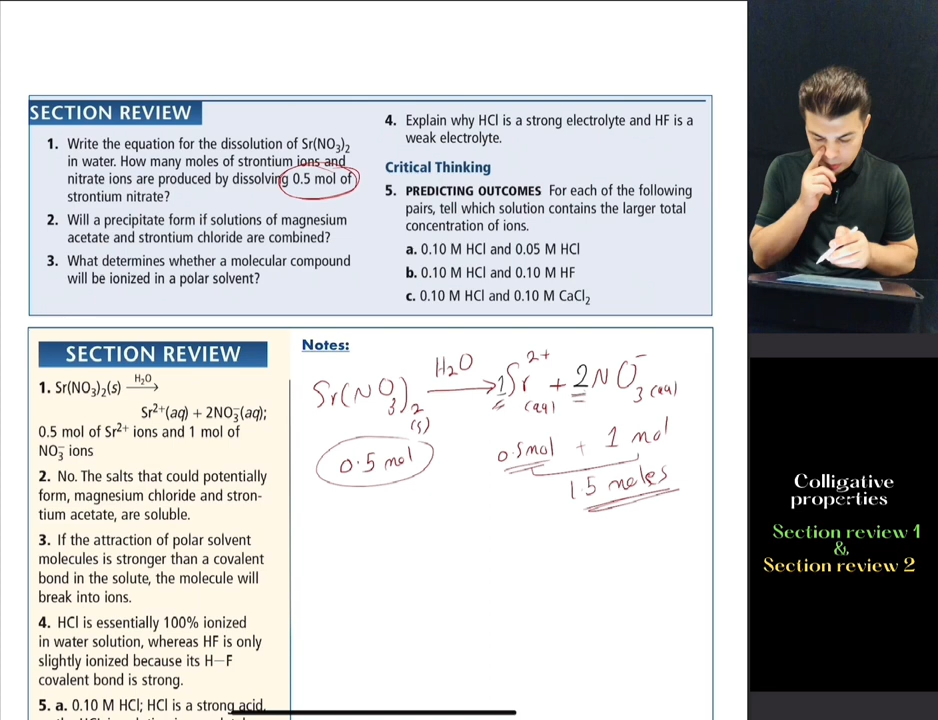 SECTION REVIEW
1. Write the equation for the dissolution of Sr(NO₃)₂
in water. How many moles of strontium ions and
nitrate ions are produced by dissolving 0.5 mol of
strontium nitrate?
2. Will a precipitate form if solutions of magnesium
acetate and strontium chloride are combined?
3. What determines whether a molecular compound
will be ionized in a polar solvent?
4. Explain why HCl is a strong electrolyte and HF is a
weak electrolyte.
Critical Thinking
5. PREDICTING OUTCOMES For each of the following
pairs, tell which solution contains the larger total
concentration of ions.
a. 0.10 M HCl and 0.05 M HCl
b. 0.10 M HCl and 0.10 M HF
c. 0.10 M HCl and 0.10 M CaCl₂
SECTION REVIEW
1. Sr(NO₃)₂(s) H₂O →
Sr²⁺(aq) + 2NO₃⁻(aq);
0.5 mol of Sr²⁺ ions and 1 mol of
NO₃⁻ ions
2. No. The salts that could potentially
form, magnesium chloride and stron-
tium acetate, are soluble.
3. If the attraction of polar solvent
molecules is stronger than a covalent
bond in the solute, the molecule will
break into ions.
4. HCl is essentially 100% ionized
in water solution, whereas HF is only
slightly ionized because its H–F
covalent bond is strong.
5. a. 0.10 M HCl; HCl is a strong acid,
Notes:
Sr(NO₃)₂ (s) H₂O → 1Sr²⁺ (aq) + 2NO₃⁻ (aq)
0.5 mol 0.5mol + 1 mol
1.5 moles
Colligative
properties
Section review 1
&,
Section review 2